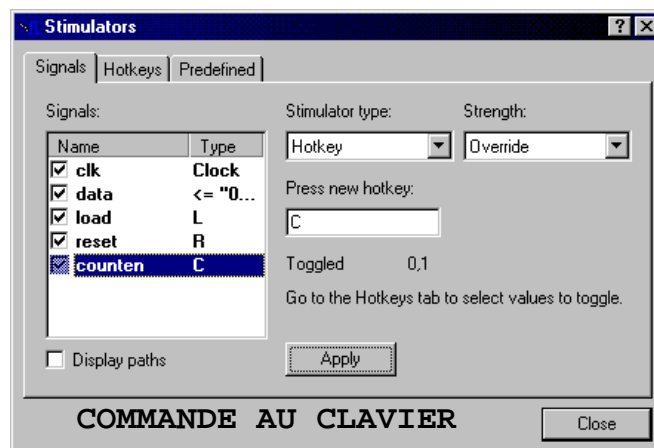 Stimulators
Signals Hotkeys Predefined
Signals:
Name Type
clk Clock
data <= "0...
load L
reset R
counten C
Display paths
Stimulator type: Strength:
Hotkey Override
Press new hotkey:
C
Toggled 0,1
Go to the Hotkeys tab to select values to toggle.
Apply
COMMANDE AU CLAVIER
Close